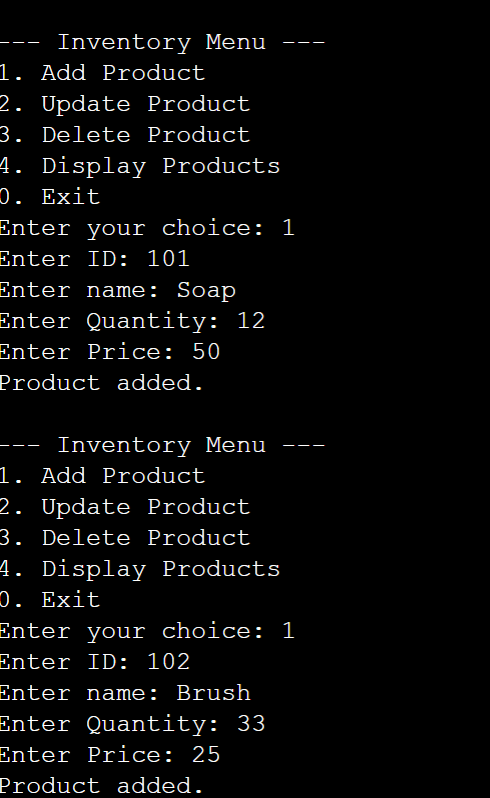 --- Inventory Menu ---
1. Add Product
2. Update Product
3. Delete Product
4. Display Products
0. Exit
Enter your choice: 1
Enter ID: 101
Enter name: Soap
Enter Quantity: 12
Enter Price: 50
Product added.
--- Inventory Menu ---
1. Add Product
2. Update Product
3. Delete Product
4. Display Products
0. Exit
Enter your choice: 1
Enter ID: 102
Enter name: Brush
Enter Quantity: 33
Enter Price: 25
Product added.